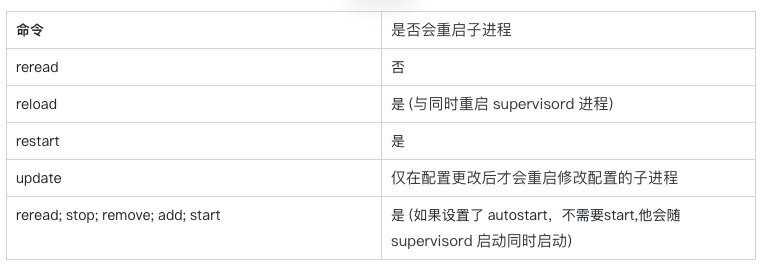 命令
是否会重启子进程
reread
否
reload
是 (与同时重启 supervisord 进程)
restart
是
update
仅在配置更改后才会重启修改配置的子进程
reread; stop; remove; add; start
是 (如果设置了 autostart，不需要start,他会随
supervisord 启动同时启动)